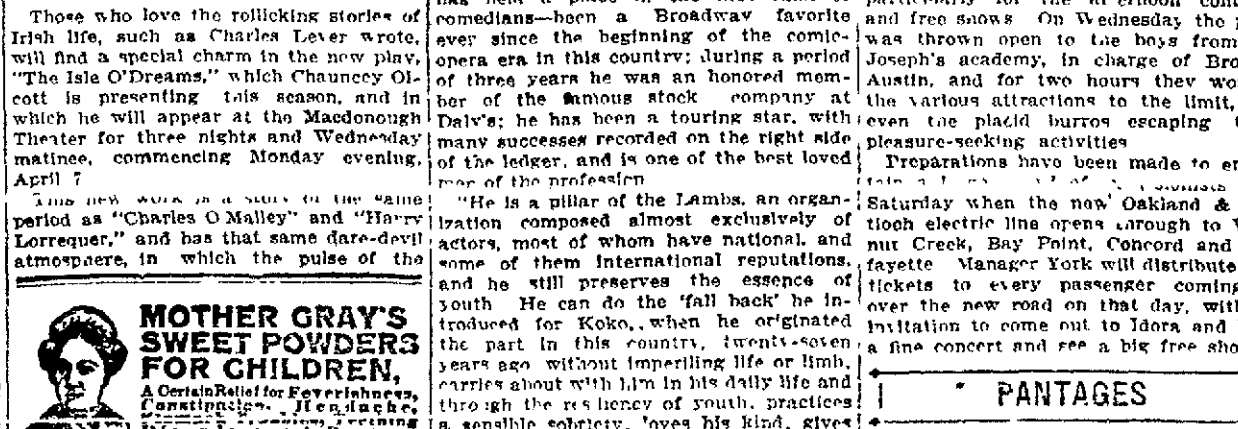 Those who love the rollicking stories of
Irish life, such as Charles Lever wrote,
will find a special charm in the new play,
"The Isle O'Dreams," which Chauncey Ol-
cott is presenting this season, and in
which he will appear at the Macdonough
Theater for three nights and Wednesday
matinee, commencing Monday evening,
April 7
This new work is a story of the same
period as "Charles O Malley" and "Harry
Lorrequer," and has that same dare-devil
atmosphere, in which the pulse of the
MOTHER GRAY'S
SWEET POWDERS
FOR CHILDREN,
A Certain Relief for Feverishness,
Constipation, Headache,
comedians—been a Broadway favorite
ever since the beginning of the comic-
opera era in this country; during a period
of three years he was an honored mem-
ber of the famous stock company at
Daly's; he has been a touring star, with
many successes recorded on the right side
of the ledger, and is one of the best loved
men of the profession
"He is a pillar of the Lambs, an organ-
ization composed almost exclusively of
actors, most of whom have national, and
some of them international reputations,
and he still preserves the essence of
youth He can do the 'fall back' he in-
troduced for Koko, when he originated
the part in this country, twenty-seven
years ago without imperiling life or limb,
carries about with him in his daily life and
through the resiliency of youth, practices
a sensible sobriety, loves his kind, gives
and free shows On Wednesday the
was thrown open to the boys from
Joseph's academy, in charge of Bro
Austin, and for two hours they wo
the various attractions to the limit,
even the placid burros escaping
pleasure-seeking activities
Preparations have been made to en
Saturday when the new Oakland &
tioch electric line opens through to
nut Creek, Bay Point, Concord and
fayette Manager York will distribute
tickets to every passenger coming
over the new road on that day, with
invitation to come out to Idora and
a fine concert and see a big free sho
PANTAGES